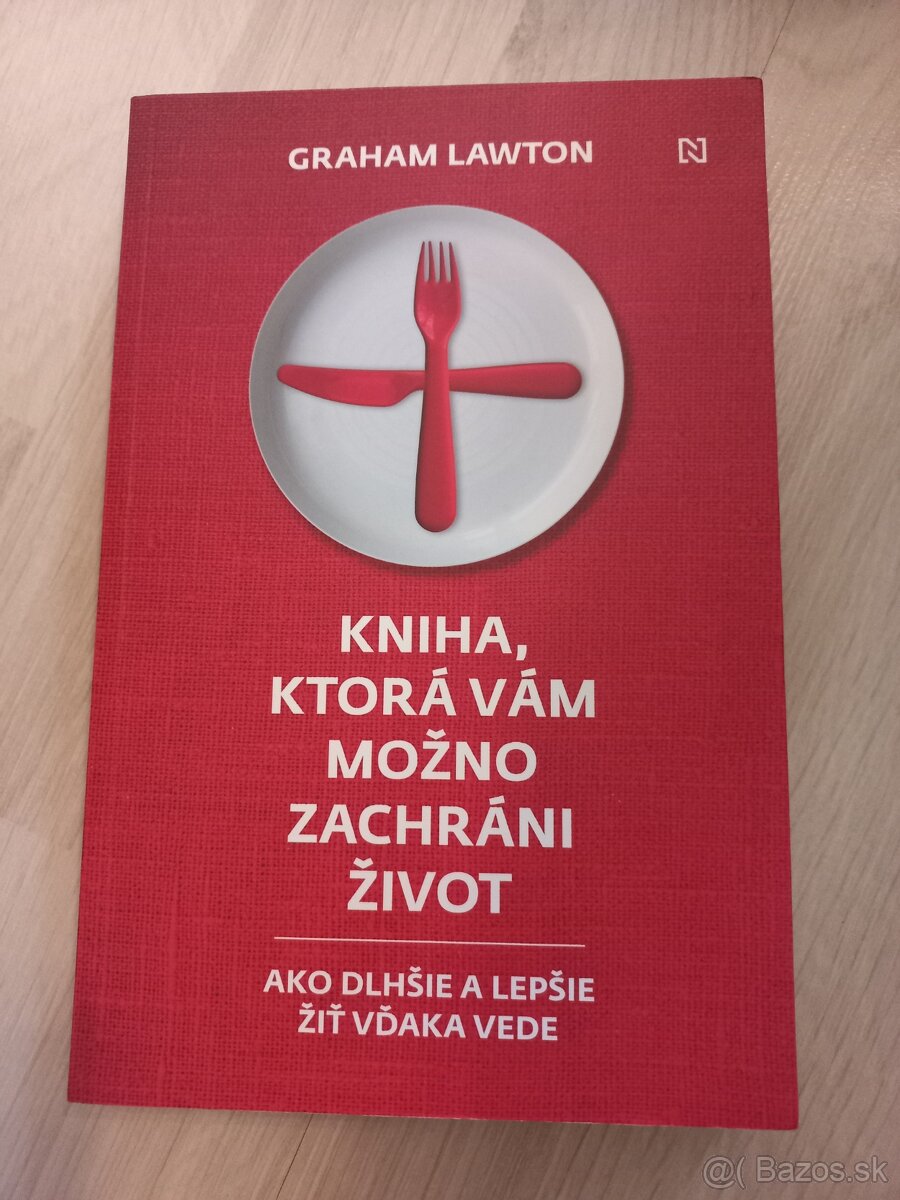 GRAHAM LAWTON
N
KNIHA,
KTORÁ VÁM
MOŽNO
ZACHRÁNI
ŽIVOT
AKO DLHŠIE A LEPŠIE
ŽIŤ VĎAKA VEDE
@( Bazos.sk